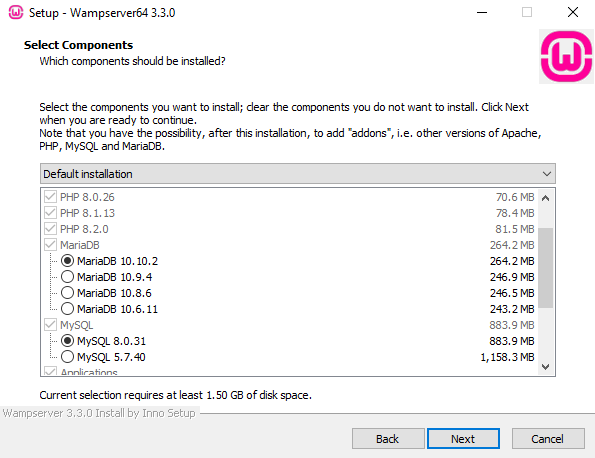 Setup - Wampserver64 3.3.0
Select Components
Which components should be installed?
Select the components you want to install; clear the components you do not want to install. Click Next
when you are ready to continue.
Note that you have the possibility, after this installation, to add "addons", i.e. other versions of Apache,
PHP, MySQL and MariaDB.
Default installation
PHP 8.0.26 70.6 MB
PHP 8.1.13 78.4 MB
PHP 8.2.0 81.5 MB
MariaDB 264.2 MB
MariaDB 10.10.2 264.2 MB
MariaDB 10.9.4 246.9 MB
MariaDB 10.8.6 246.5 MB
MariaDB 10.6.11 243.2 MB
MySQL 883.9 MB
MySQL 8.0.31 883.9 MB
MySQL 5.7.40 1,158.3 MB
Applications
Current selection requires at least 1.50 GB of disk space.
Wampserver 3.3.0 Install by Inno Setup
Back Next Cancel